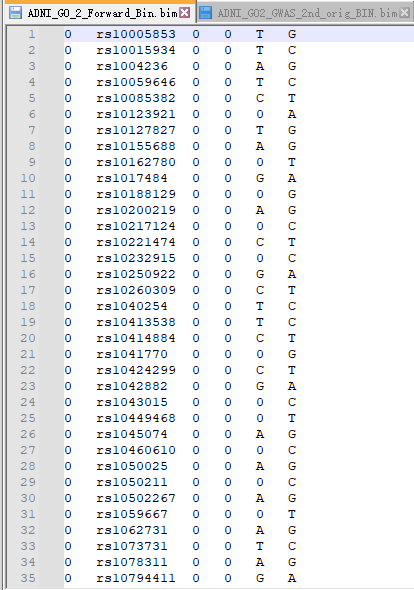 ADNI_GO_2_Forward_Bin.bim ADNI_GO2_GWAS_2nd_orig_BIN.bim
1 0 rs10005853 0 0 T G
2 0 rs10015934 0 0 T C
3 0 rs1004236 0 0 A G
4 0 rs10059646 0 0 T C
5 0 rs10085382 0 0 C T
6 0 rs10123921 0 0 0 A
7 0 rs10127827 0 0 T G
8 0 rs10155688 0 0 A G
9 0 rs10162780 0 0 0 T
10 0 rs1017484 0 0 G A
11 0 rs10188129 0 0 0 G
12 0 rs10200219 0 0 A G
13 0 rs10217124 0 0 0 C
14 0 rs10221474 0 0 C T
15 0 rs10232915 0 0 0 C
16 0 rs10250922 0 0 G A
17 0 rs10260309 0 0 C T
18 0 rs1040254 0 0 T C
19 0 rs10413538 0 0 T C
20 0 rs10414884 0 0 C T
21 0 rs1041770 0 0 0 G
22 0 rs10424299 0 0 C T
23 0 rs1042882 0 0 G A
24 0 rs1043015 0 0 0 C
25 0 rs10449468 0 0 0 T
26 0 rs1045074 0 0 A G
27 0 rs10460610 0 0 0 C
28 0 rs1050025 0 0 A G
29 0 rs1050211 0 0 0 C
30 0 rs10502267 0 0 A G
31 0 rs1059667 0 0 0 T
32 0 rs1062731 0 0 A G
33 0 rs1073731 0 0 T C
34 0 rs1078311 0 0 A G
35 0 rs10794411 0 0 G A